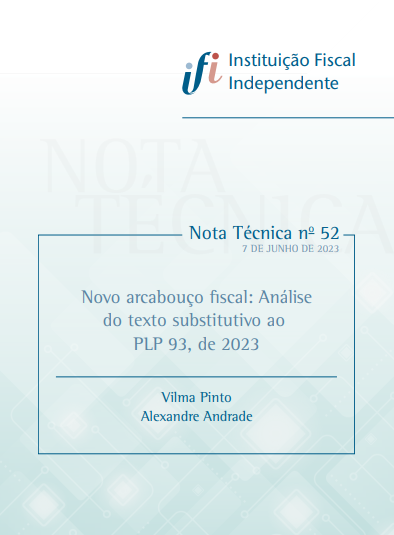 ifi Instituição Fiscal
Independente
NOTA
TÉCNICA
Nota Técnica nº 52
7 DE JUNHO DE 2023
Novo arcabouço fiscal: Análise
do texto substitutivo ao
PLP 93, de 2023
Vilma Pinto
Alexandre Andrade